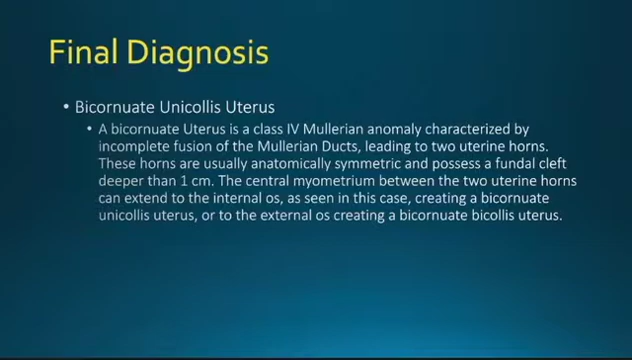 Final Diagnosis
• Bicornuate Unicollis Uterus
• A bicornuate Uterus is a class IV Mullerian anomaly characterized by
incomplete fusion of the Mullerian Ducts, leading to two uterine horns.
These horns are usually anatomically symmetric and possess a fundal cleft
deeper than 1 cm. The central myometrium between the two uterine horns
can extend to the internal os, as seen in this case, creating a bicornuate
unicollis uterus, or to the external os creating a bicornuate bicollis uterus.